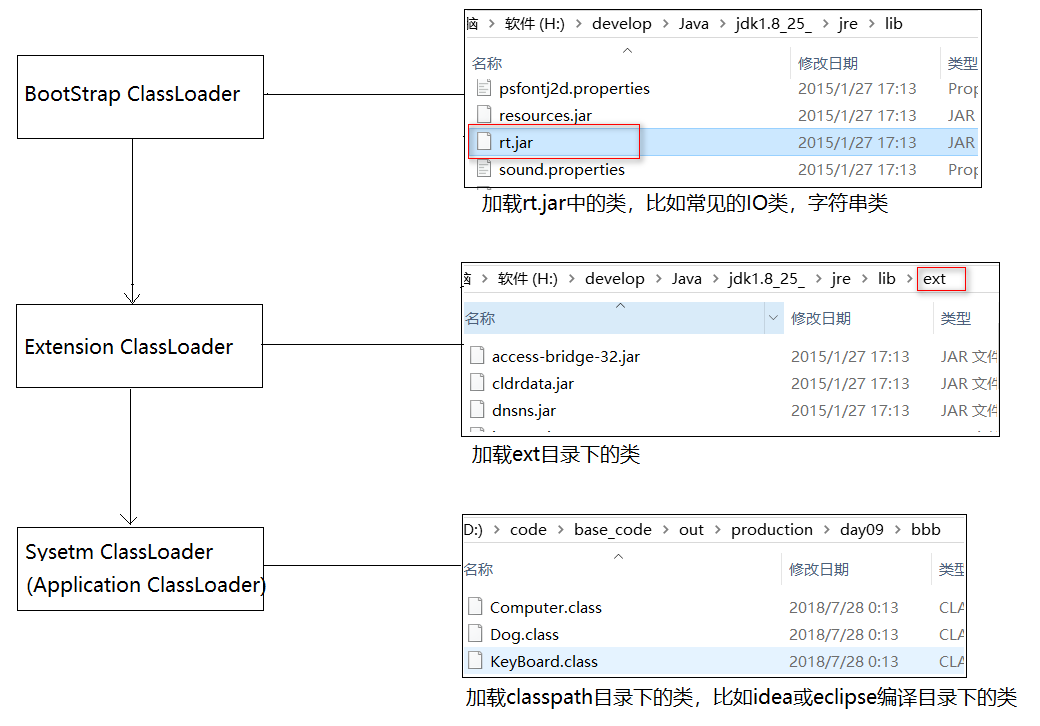 BootStrap ClassLoader
脑 > 软件 (H:) > develop > Java > jdk1.8_25_ > jre > lib
名称 修改日期 类型
psfontj2d.properties 2015/1/27 17:13 Prop
resources.jar 2015/1/27 17:13 JAR
rt.jar 2015/1/27 17:13 JAR
sound.properties 2015/1/27 17:13 Prop
加载rt.jar中的类，比如常见的IO类，字符串类
Extension ClassLoader
> 软件 (H:) > develop > Java > jdk1.8_25_ > jre > lib > ext
名称 修改日期 类型
access-bridge-32.jar 2015/1/27 17:13 JAR 文件
cldrdata.jar 2015/1/27 17:13 JAR 文件
dnsns.jar 2015/1/27 17:13 JAR 文件
加载ext目录下的类
Sysetm ClassLoader
(Application ClassLoader)
D:) > code > base_code > out > production > day09 > bbb
名称 修改日期 类型
Computer.class 2018/7/28 0:13 CLA
Dog.class 2018/7/28 0:13 CLA
KeyBoard.class 2018/7/28 0:13 CLA
加载classpath目录下的类，比如idea或eclipse编译目录下的类